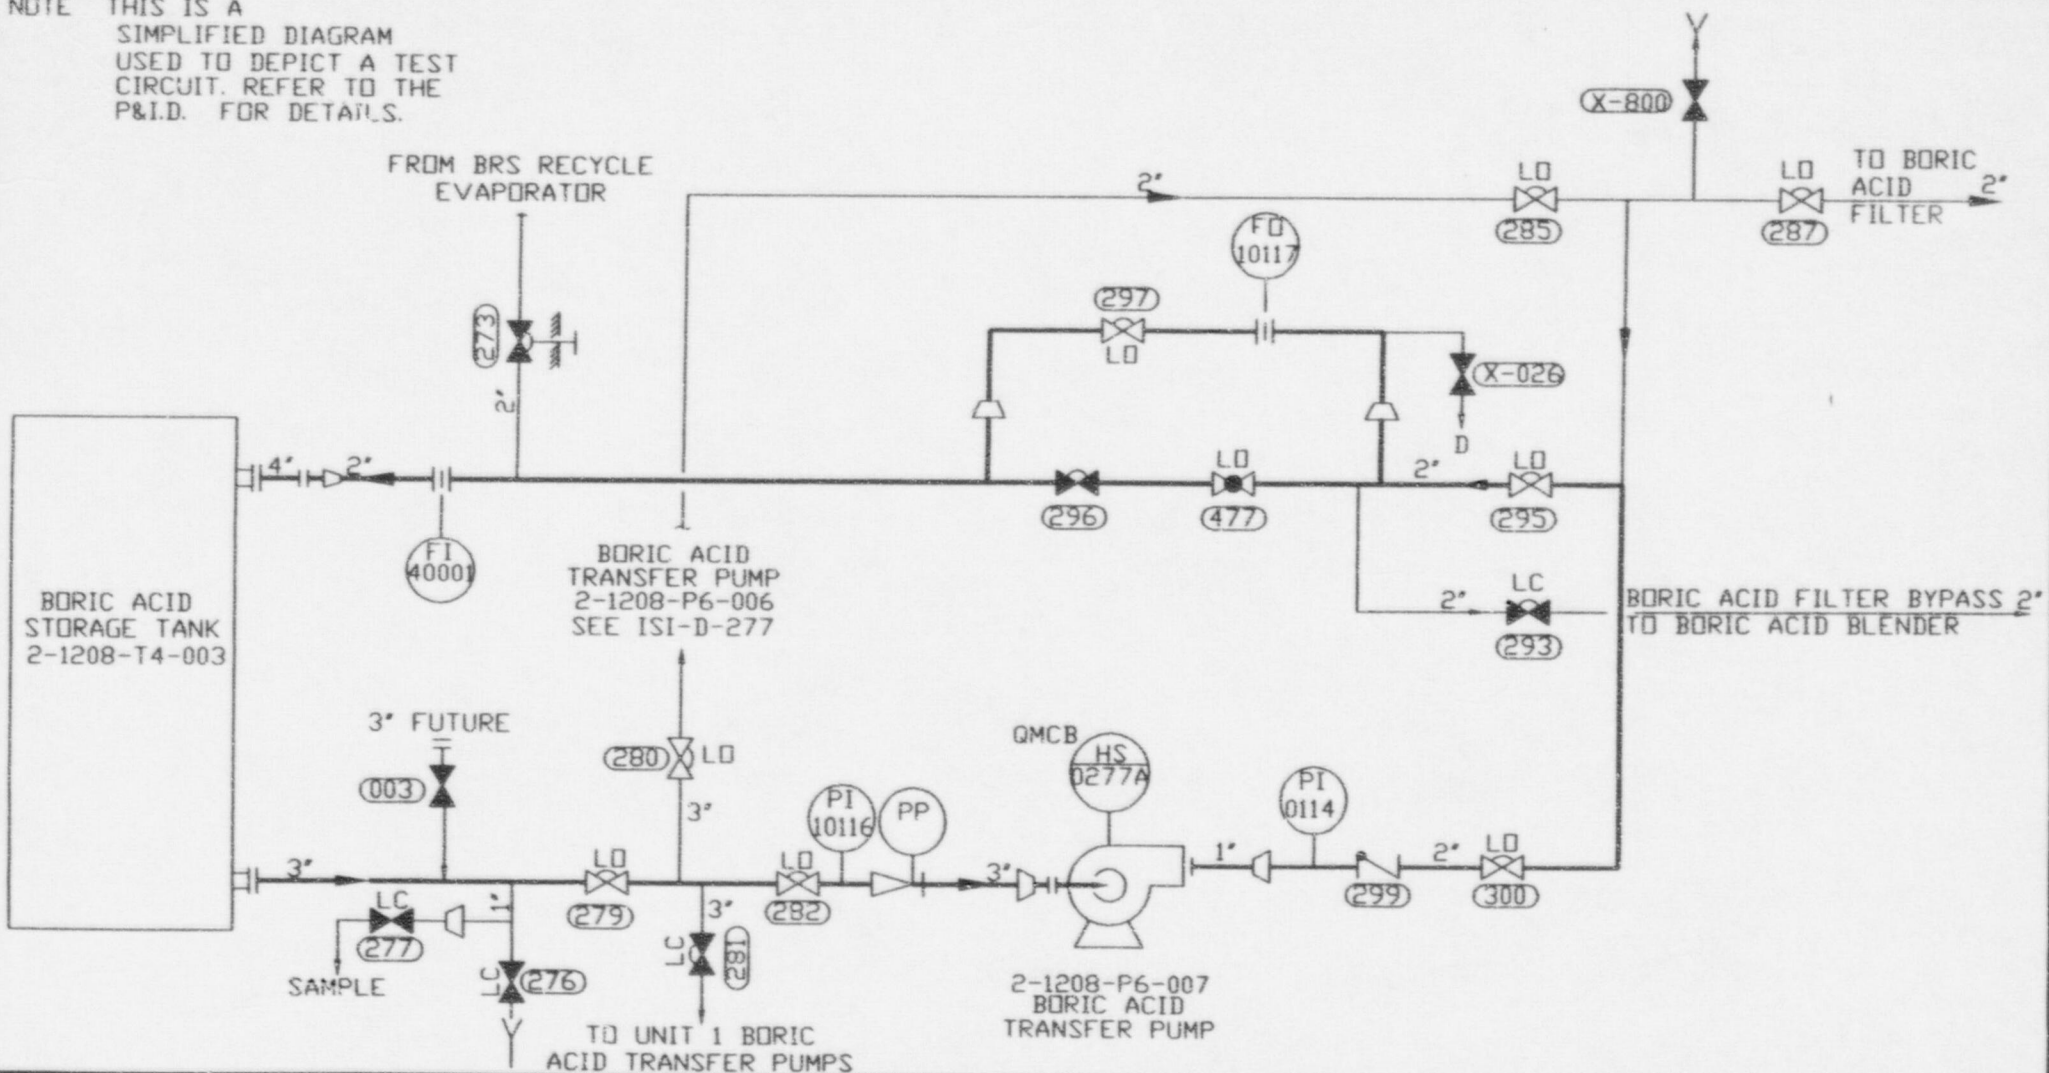 NOTE THIS IS A
SIMPLIFIED DIAGRAM
USED TO DEPICT A TEST
CIRCUIT. REFER TO THE
P&I.D. FOR DETAILS.
X-800
FROM BRS RECYCLE
EVAPORATOR
2"
LO
285
LO
287
TO BORIC
ACID
FILTER
2"
FO
10117
297
LO
273
2"
X-026
D
4"
2"
296
LO
477
2"
LO
295
FI
40001
BORIC ACID
TRANSFER PUMP
2-1208-P6-006
SEE ISI-D-277
2"
LC
293
BORIC ACID FILTER BYPASS 2"
TO BORIC ACID BLENDER
BORIC ACID
STORAGE TANK
2-1208-T4-003
3" FUTURE
003
280
LO
3"
QMCB
HS
0277A
PI
10116
PP
PI
0114
3"
LO
279
LO
282
3"
1"
299
2"
LO
300
LC
277
SAMPLE
1"
LC
276
3"
LC
281
TO UNIT 1 BORIC
ACID TRANSFER PUMPS
2-1208-P6-007
BORIC ACID
TRANSFER PUMP